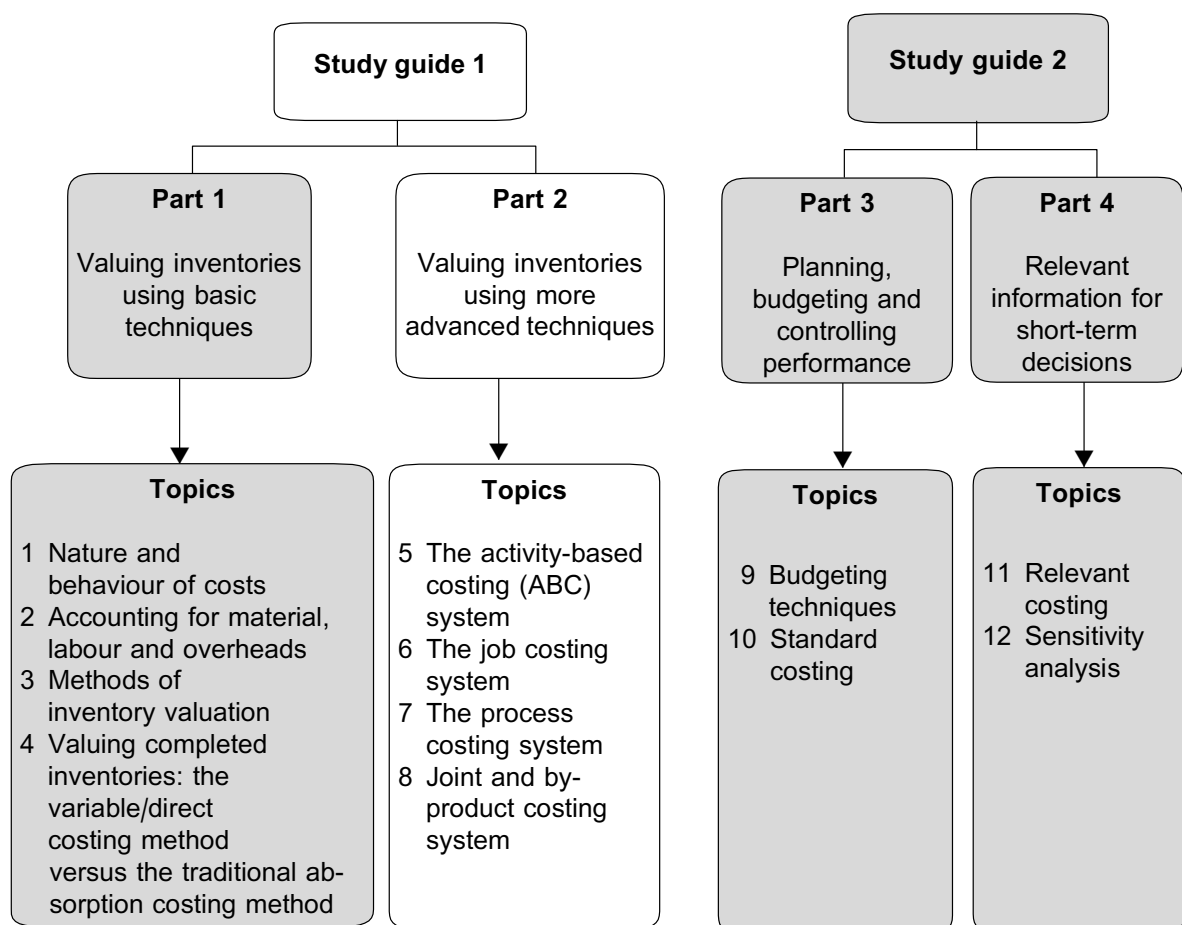 Study guide 1
Study guide 2
Part 1
Valuing inventories
using basic
techniques
Part 2
Valuing inventories
using more
advanced techniques
Part 3
Planning,
budgeting and
controlling
performance
Part 4
Relevant
information for
short-term
decisions
Topics
1 Nature and
behaviour of costs
2 Accounting for material,
labour and overheads
3 Methods of
inventory valuation
4 Valuing completed
inventories: the
variable/direct
costing method
versus the traditional ab-
sorption costing method
Topics
5 The activity-based
costing (ABC)
system
6 The job costing
system
7 The process
costing system
8 Joint and by-
product costing
system
Topics
9 Budgeting
techniques
10 Standard
costing
Topics
11 Relevant
costing
12 Sensitivity
analysis